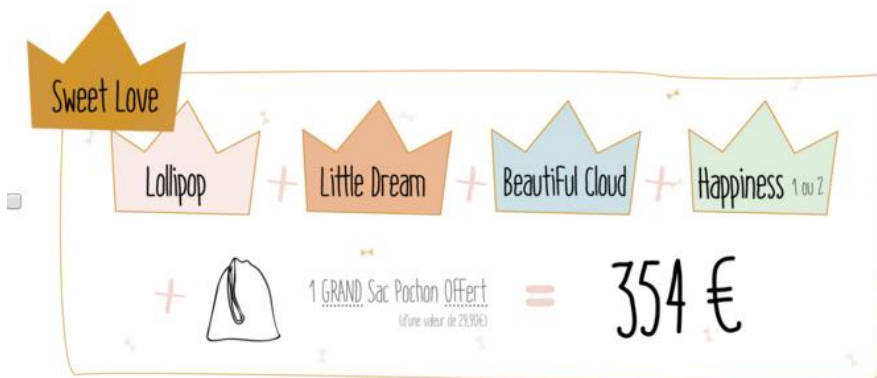 Sweet Love
Lollipop + Little Dream + Beautiful Cloud + Happiness 1 ou 2
+ 1 GRAND Sac Pochon Offert = 354 €
(d'une valeur de 29,90€)